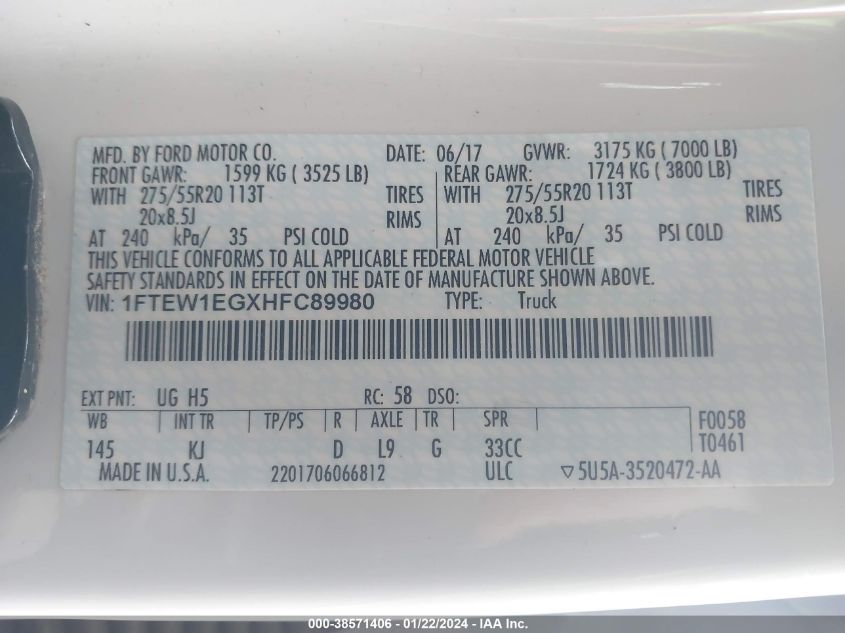 MFD. BY FORD MOTOR CO. DATE: 06/17 GVWR: 3175 KG ( 7000 LB)
FRONT GAWR: 1599 KG ( 3525 LB) REAR GAWR: 1724 KG ( 3800 LB)
WITH 275/55R20 113T TIRES WITH 275/55R20 113T TIRES
20x8.5J RIMS 20x8.5J RIMS
AT 240 kPa/ 35 PSI COLD AT 240 kPa/ 35 PSI COLD
THIS VEHICLE CONFORMS TO ALL APPLICABLE FEDERAL MOTOR VEHICLE
SAFETY STANDARDS IN EFFECT ON THE DATE OF MANUFACTURE SHOWN ABOVE.
VIN: 1FTEW1EGXHFC89980 TYPE: Truck
EXT PNT: UG H5 RC: 58 DSO:
WB INT TR TP/PS R AXLE TR SPR F0058
145 KJ D L9 G 33CC T0461
MADE IN U.S.A. 2201706066812 ULC ▽5U5A-3520472-AA
000-38571406 - 01/22/2024 - IAA Inc.